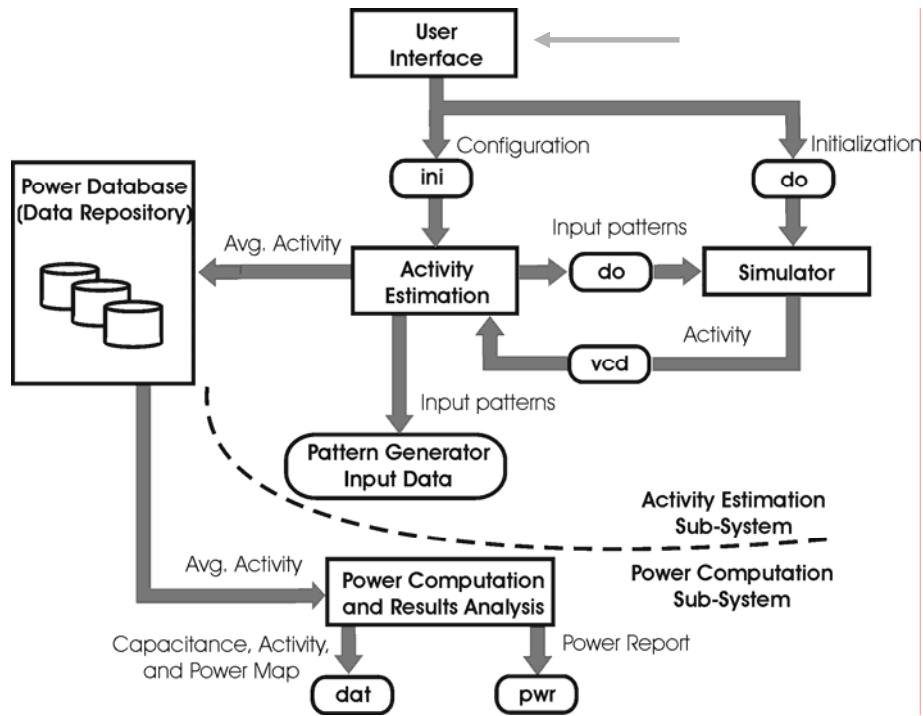 User
Interface
Configuration
Initialization
ini
do
Power Database
(Data Repository)
Avg. Activity
Input patterns
Activity
Estimation
do
Simulator
Activity
vcd
Input patterns
Pattern Generator
Input Data
Activity Estimation
Sub-System
Power Computation
Sub-System
Avg. Activity
Power Computation
and Results Analysis
Capacitance, Activity,
and Power Map
Power Report
dat
pwr